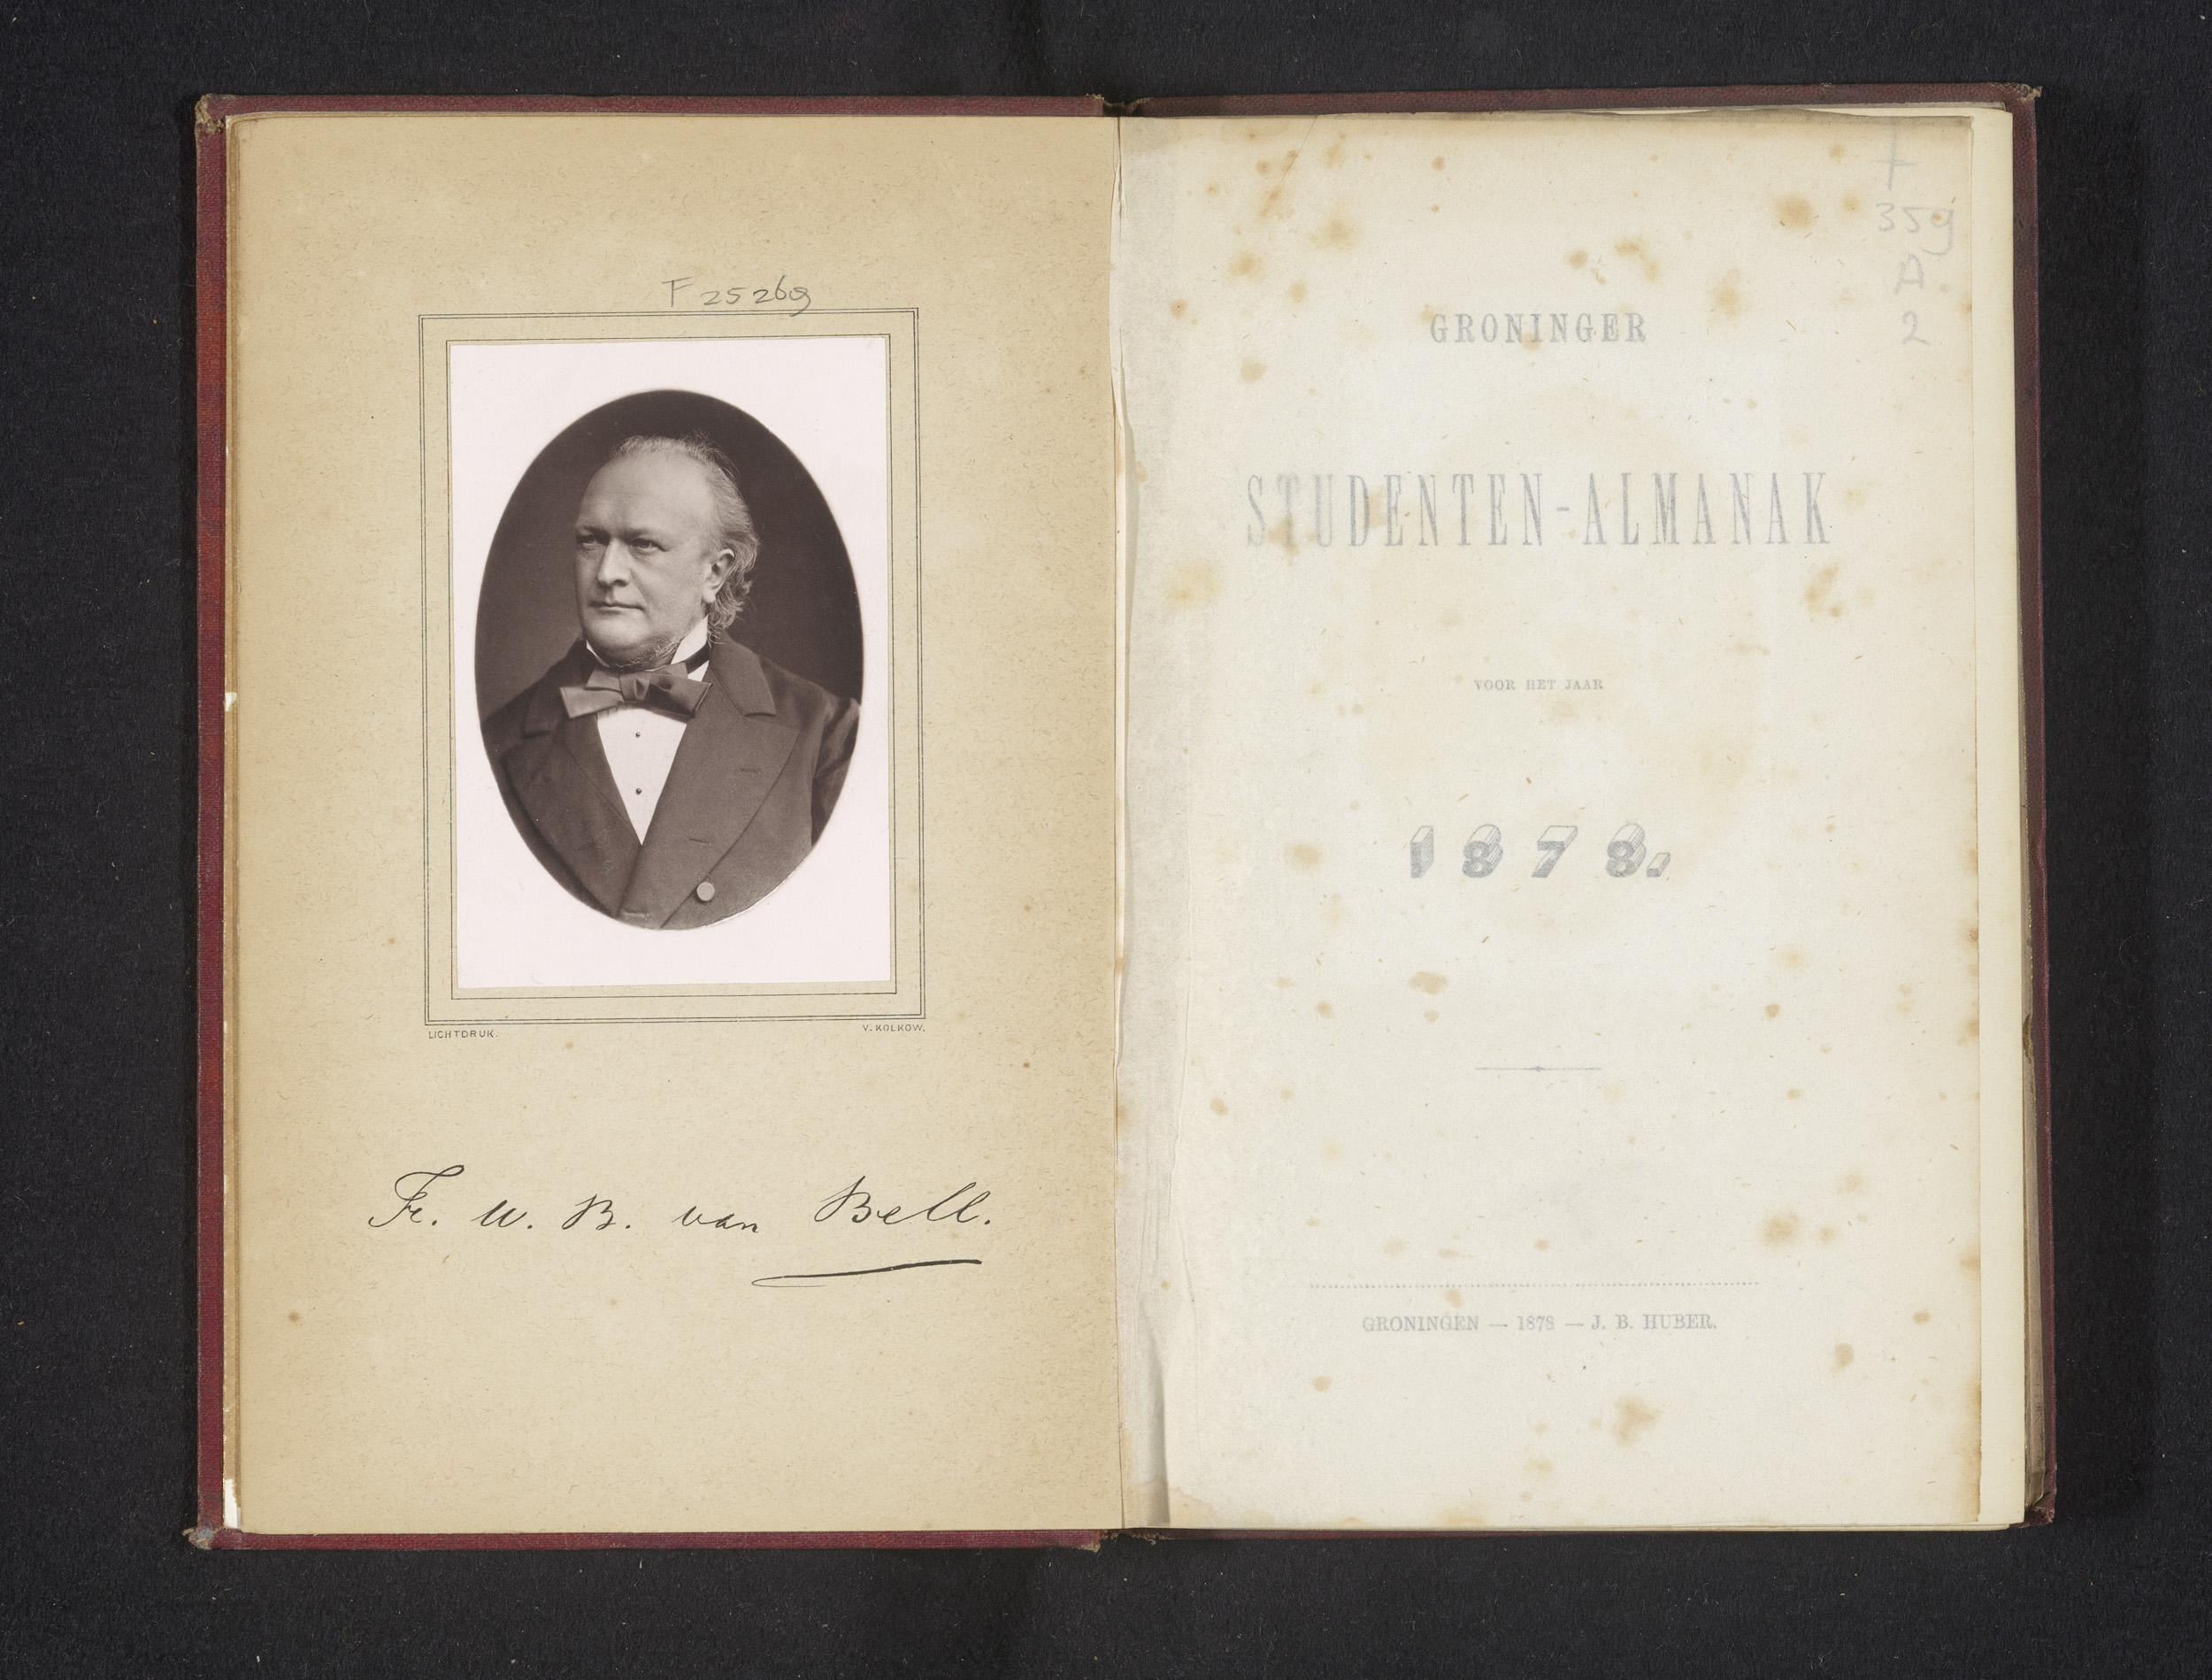 F 25269
LICHTDRUK.
V. KOLKOW.
Fr. W. B. van Bell.
359
A
2
GRONINGER
STUDENTEN-ALMANAK
VOOR HET JAAR
1878.
GRONINGEN — 1878 — J. B. HUBER.